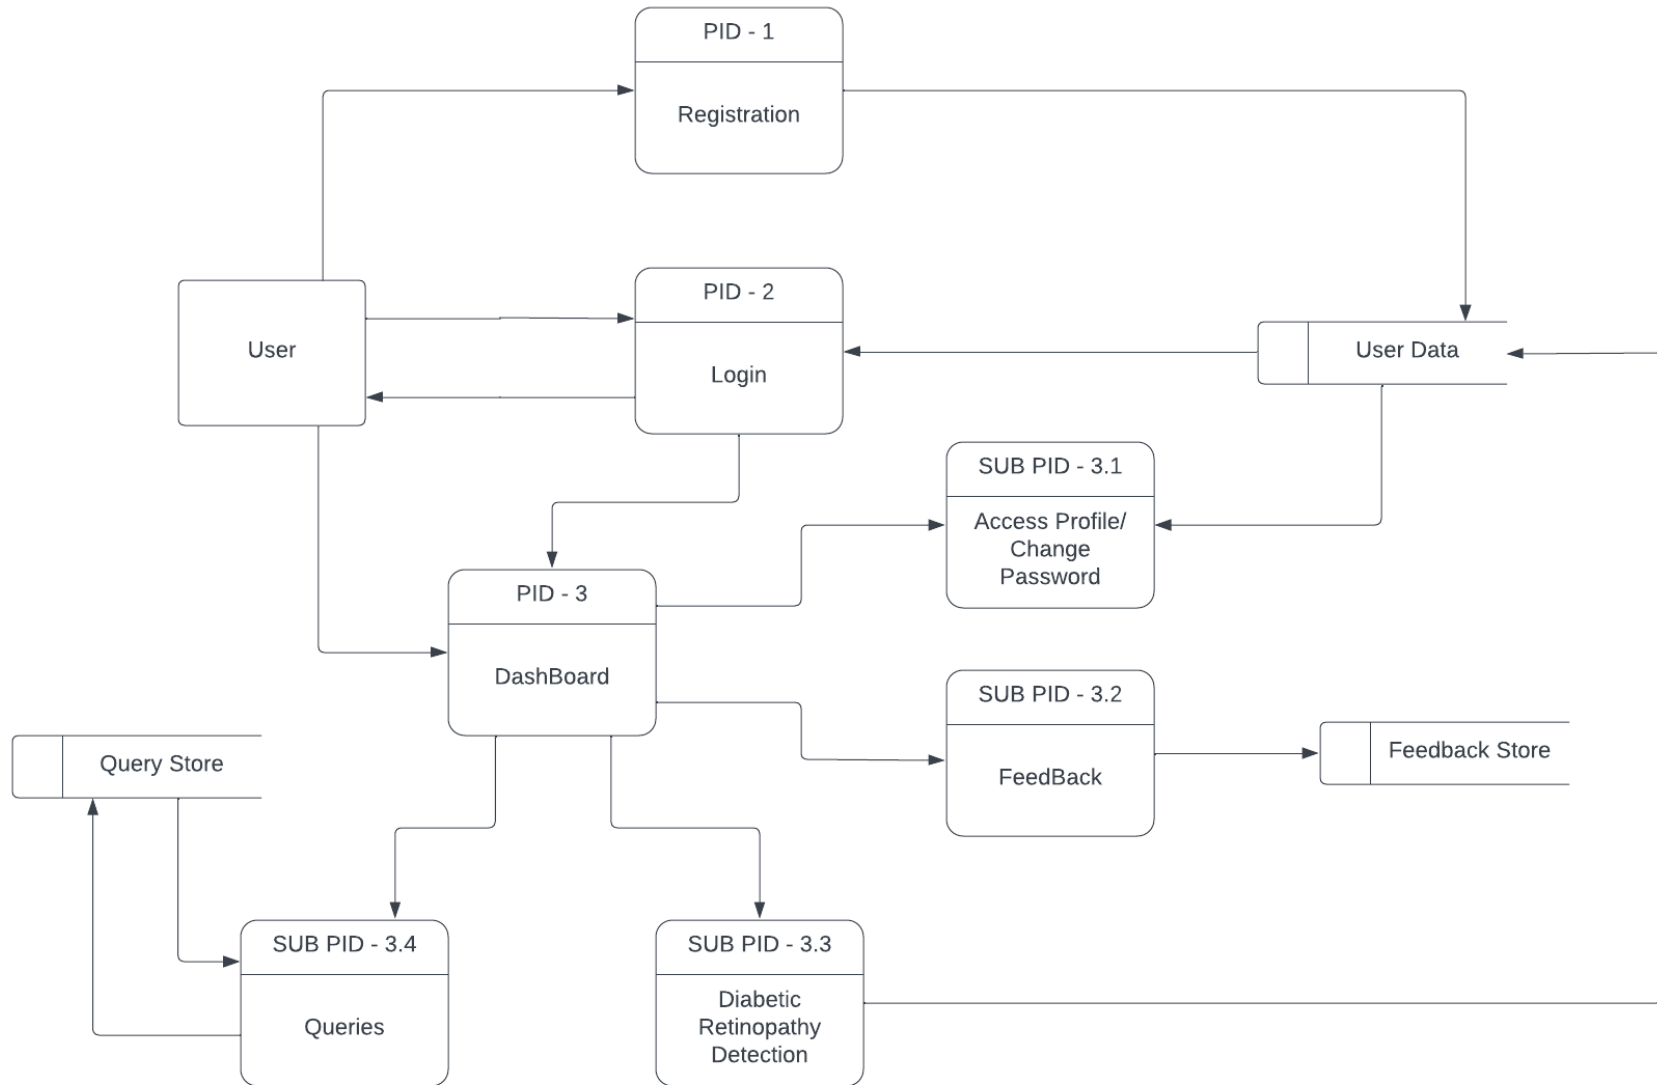 PID - 1
Registration
PID - 2
User
Login
User Data
SUB PID - 3.1
Access Profile/
Change
Password
PID - 3
DashBoard
SUB PID - 3.2
FeedBack
Feedback Store
Query Store
SUB PID - 3.4
Queries
SUB PID - 3.3
Diabetic
Retinopathy
Detection